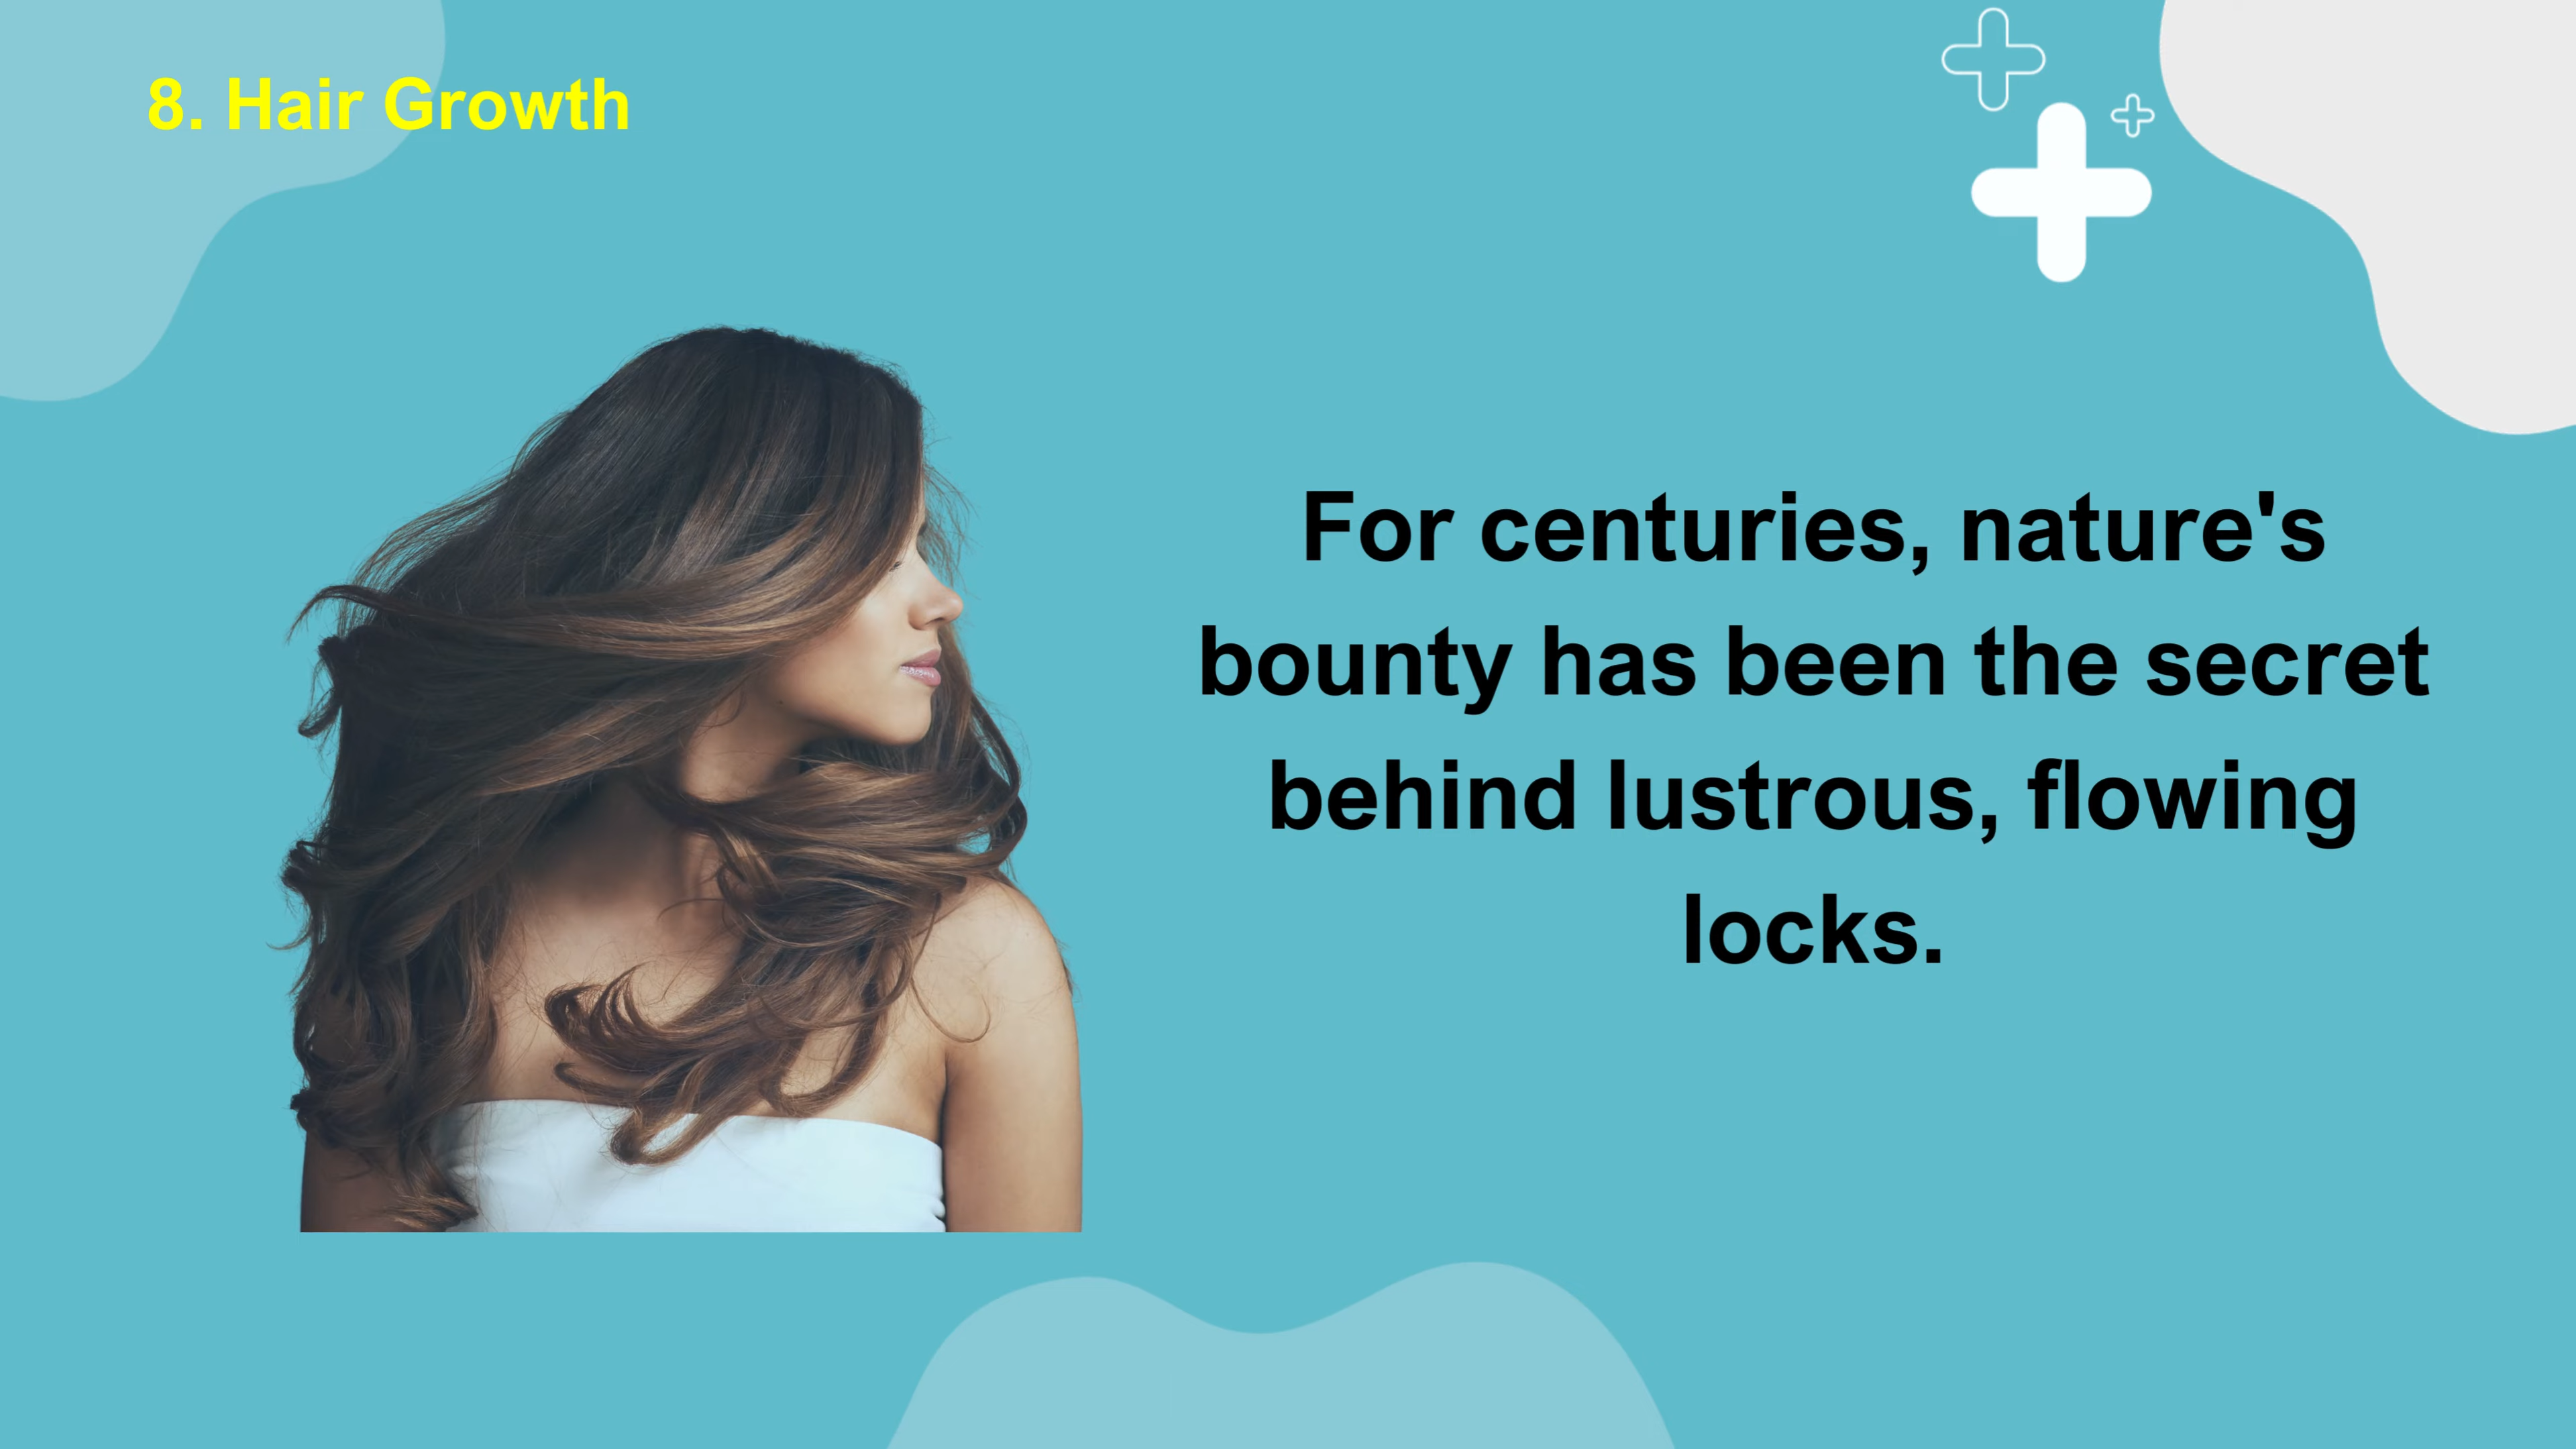 8. Hair Growth
For centuries, nature's
bounty has been the secret
behind lustrous, flowing
locks.